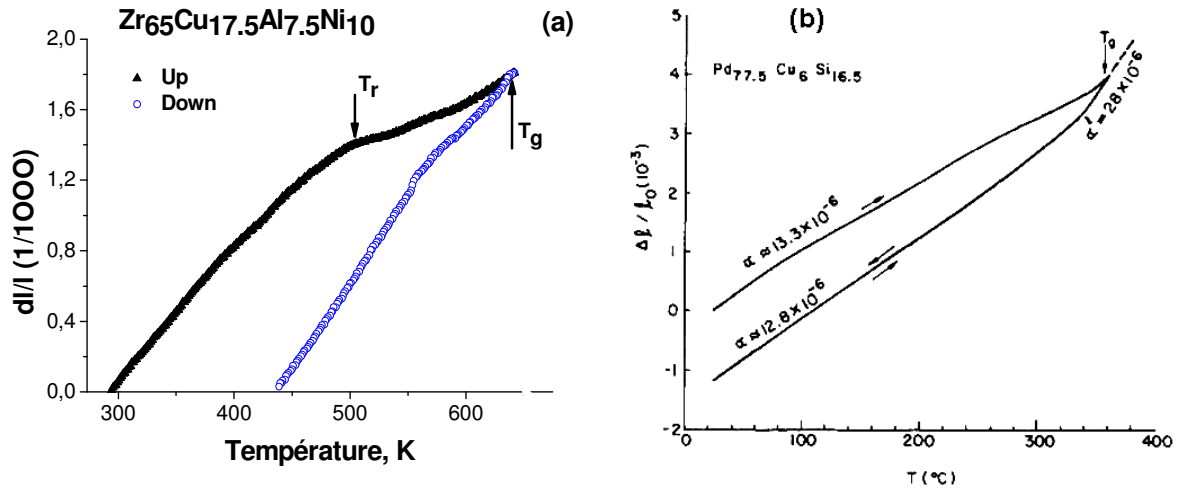 Zr65Cu17.5Al7.5Ni10
(a)
2,0
Up
Down
Tr
Tg
1,6
1,2
0,8
0,4
0,0
dl/l (1/1OOO)
300
400
500
600
Température, K
(b)
Pd77.5 Cu6 Si16.5
Tg
α = 28×10⁻⁶
α ≈ 13.3×10⁻⁶
α ≈ 12.8×10⁻⁶
5
4
3
2
1
0
-1
-2
Δℓ / ℓ0 (10⁻³)
0
100
200
300
400
T (°C)